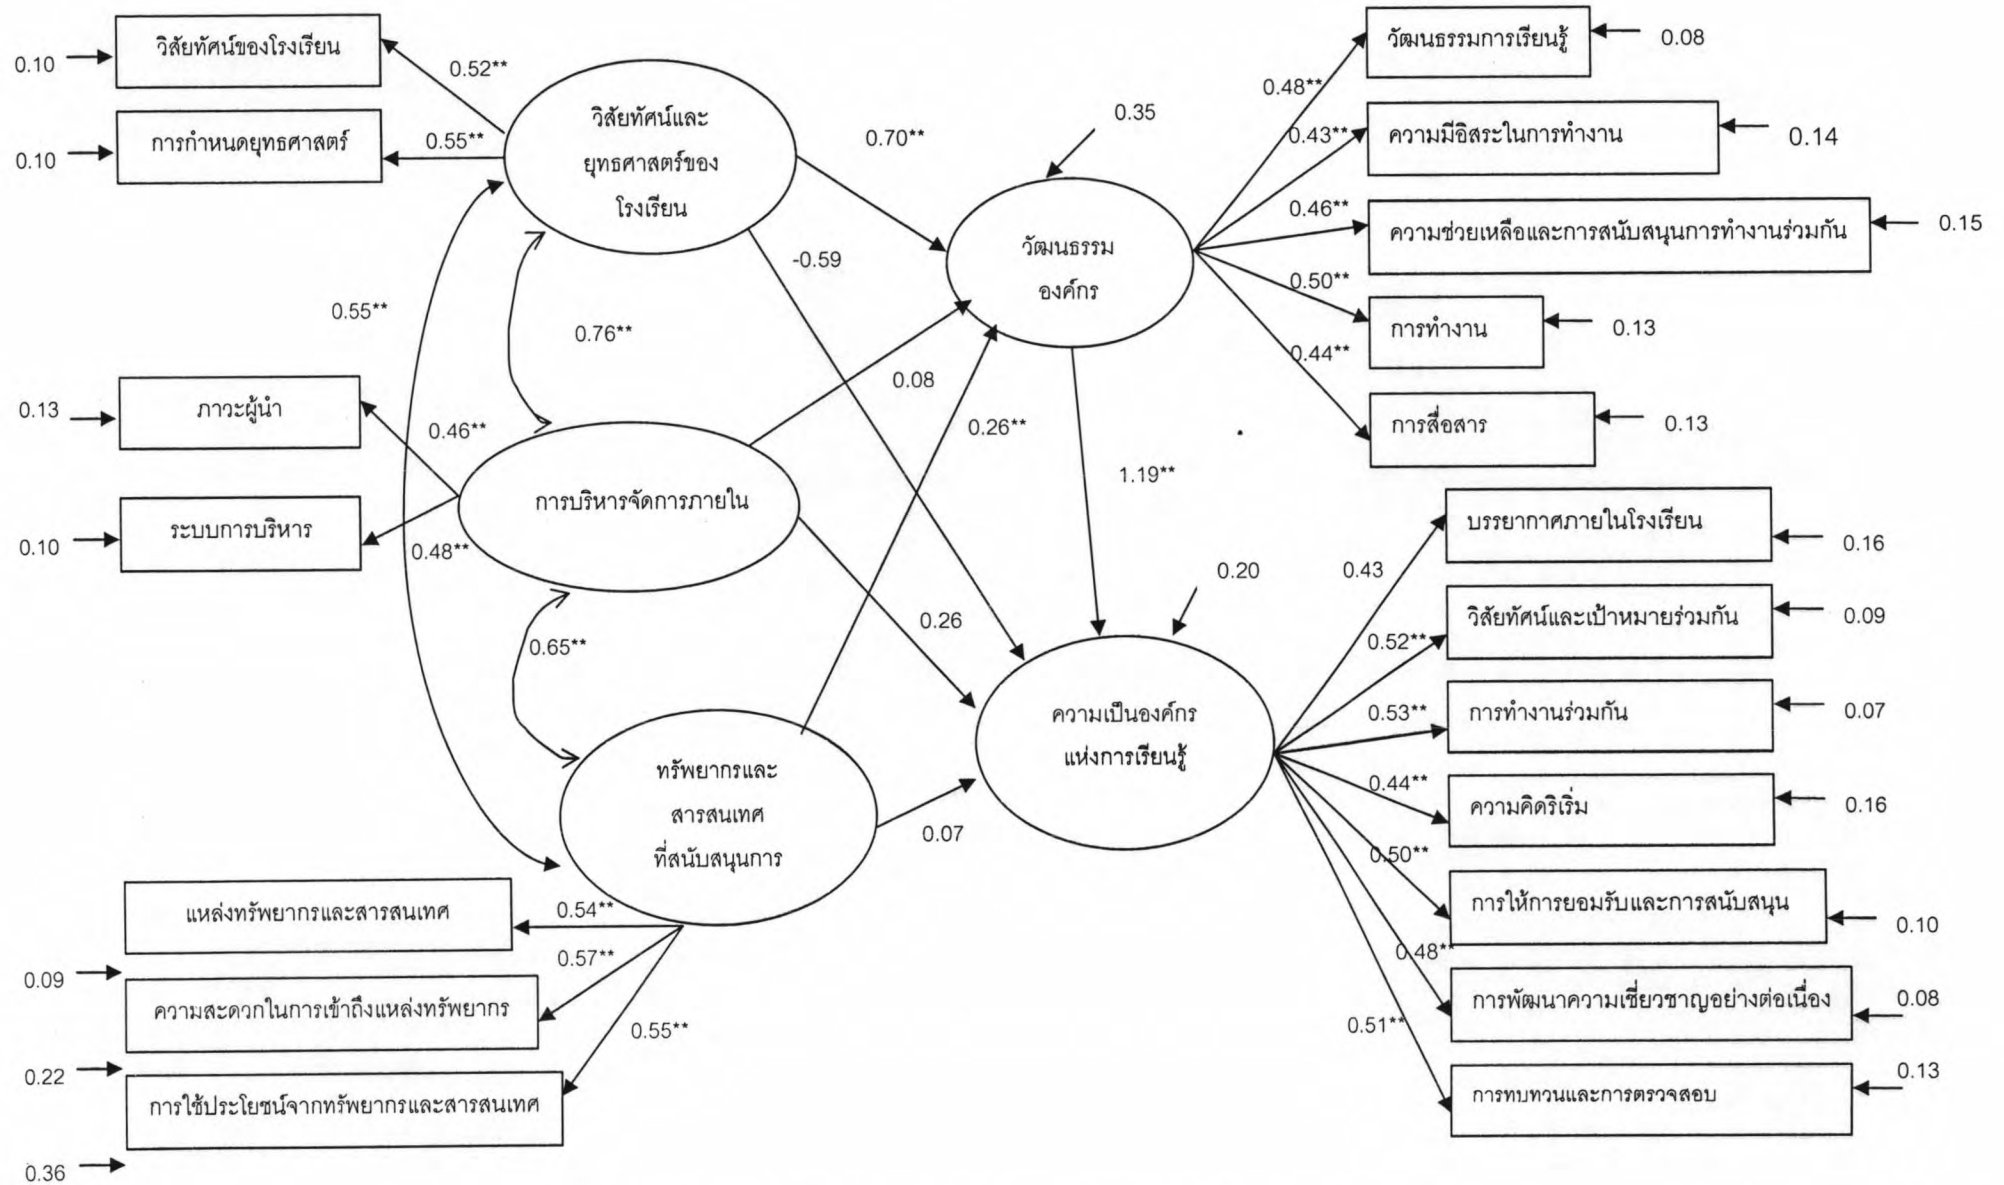 วิสัยทัศน์ของโรงเรียน
0.10
0.52**
การกำหนดยุทธศาสตร์
0.10
0.55**
วิสัยทัศน์และ
ยุทธศาสตร์ของ
โรงเรียน
0.55**
0.76**
ภาวะผู้นำ
0.13
0.46**
ระบบการบริหาร
0.10
0.48**
การบริหารจัดการภายใน
0.65**
ทรัพยากรและ
สารสนเทศ
ที่สนับสนุนการ
แหล่งทรัพยากรและสารสนเทศ
0.54**
0.09
ความสะดวกในการเข้าถึงแหล่งทรัพยากร
0.57**
0.22
การใช้ประโยชน์จากทรัพยากรและสารสนเทศ
0.55**
0.36
0.70**
-0.59
0.08
0.26**
0.26
0.07
0.35
วัฒนธรรม
องค์กร
1.19**
0.20
ความเป็นองค์กร
แห่งการเรียนรู้
วัฒนธรรมการเรียนรู้
0.08
0.48**
ความมีอิสระในการทำงาน
0.14
0.43**
ความช่วยเหลือและการสนับสนุนการทำงานร่วมกัน
0.15
0.46**
การทำงาน
0.13
0.50**
การสื่อสาร
0.13
0.44**
บรรยากาศภายในโรงเรียน
0.16
0.43
วิสัยทัศน์และเป้าหมายร่วมกัน
0.09
0.52**
การทำงานร่วมกัน
0.07
0.53**
ความคิดริเริ่ม
0.16
0.44**
การให้การยอมรับและการสนับสนุน
0.10
0.50**
การพัฒนาความเชี่ยวชาญอย่างต่อเนื่อง
0.08
0.48**
การทบทวนและการตรวจสอบ
0.13
0.51**